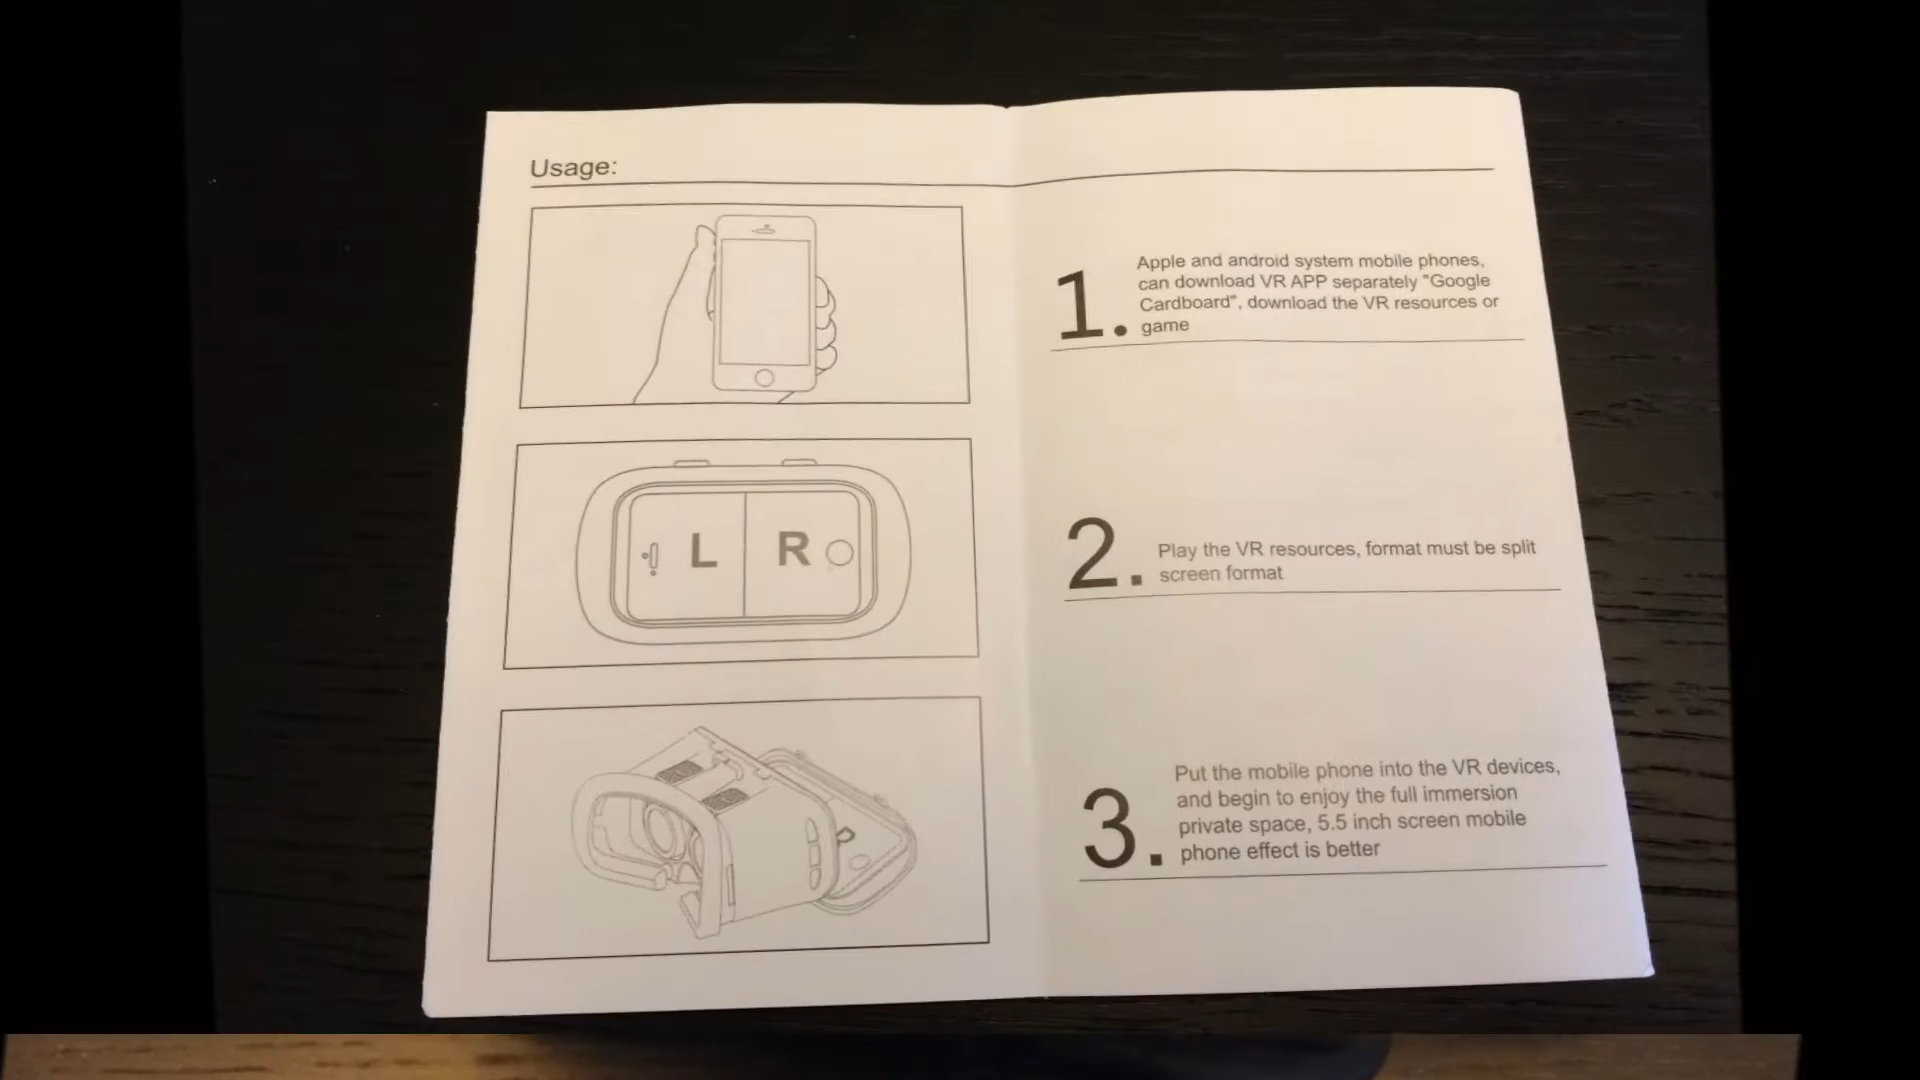 Usage:
1.
Apple and android system mobile phones,
can download VR APP separately "Google
Cardboard", download the VR resources or
game
L R
2.
Play the VR resources, format must be split
screen format
3.
Put the mobile phone into the VR devices,
and begin to enjoy the full immersion
private space, 5.5 inch screen mobile
phone effect is better